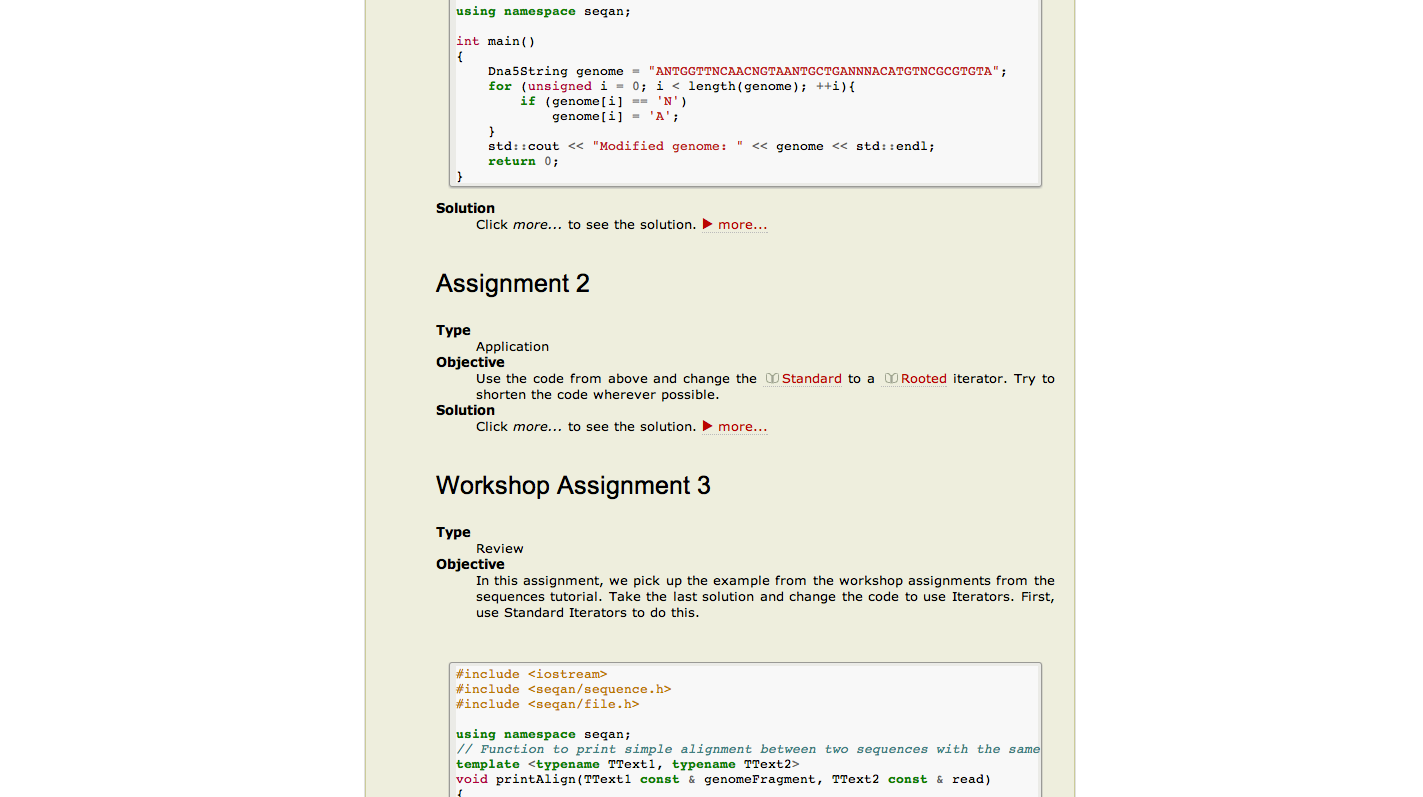 using namespace seqan;
int main()
{
    Dna5String genome = "ANTGGTTNCAACNGTAANTGCTGANNNACATGTNCGCGTGTA";
    for (unsigned i = 0; i < length(genome); ++i){
        if (genome[i] == 'N')
            genome[i] = 'A';
    }
    std::cout << "Modified genome: " << genome << std::endl;
    return 0;
}
Solution
Click more... to see the solution. ▶ more...
Assignment 2
Type
Application
Objective
Use the code from above and change the Standard to a Rooted iterator. Try to
shorten the code wherever possible.
Solution
Click more... to see the solution. ▶ more...
Workshop Assignment 3
Type
Review
Objective
In this assignment, we pick up the example from the workshop assignments from the
sequences tutorial. Take the last solution and change the code to use Iterators. First,
use Standard Iterators to do this.
#include <iostream>
#include <seqan/sequence.h>
#include <seqan/file.h>
using namespace seqan;
// Function to print simple alignment between two sequences with the same
template <typename TText1, typename TText2>
void printAlign(TText1 const & genomeFragment, TText2 const & read)
{